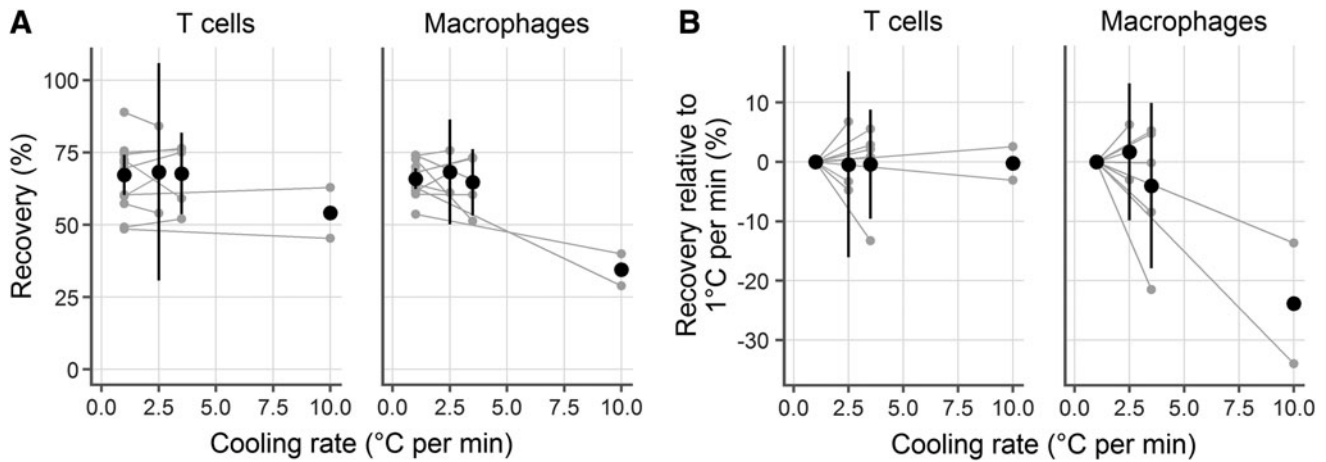 A
T cells
Macrophages
Recovery (%)
100
75
50
25
0
0.0 2.5 5.0 7.5 10.0
0.0 2.5 5.0 7.5 10.0
Cooling rate (°C per min)
B
T cells
Macrophages
Recovery relative to
1°C per min (%)
10
0
-10
-20
-30
0.0 2.5 5.0 7.5 10.0
0.0 2.5 5.0 7.5 10.0
Cooling rate (°C per min)